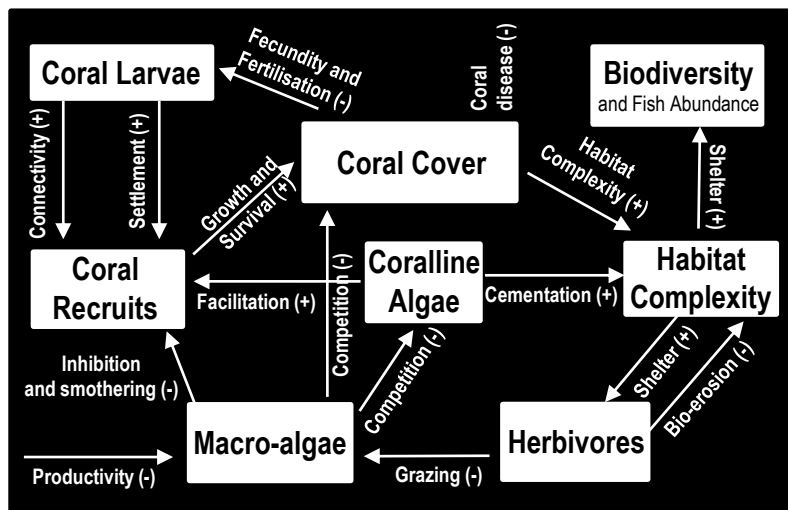 Coral Larvae
Fecundity and
Fertilisation (-)
Coral
disease (-)
Biodiversity
and Fish Abundance
Connectivity (+)
Settlement (+)
Growth and
Survival (+)
Coral Cover
Habitat
Complexity (+)
Shelter (+)
Coral
Recruits
Facilitation (+)
Competition (-)
Coralline
Algae
Cementation (+)
Habitat
Complexity
Inhibition
and smothering (-)
Competition (-)
Shelter (+)
Bio-erosion (-)
Macro-algae
Herbivores
Productivity (-)
Grazing (-)